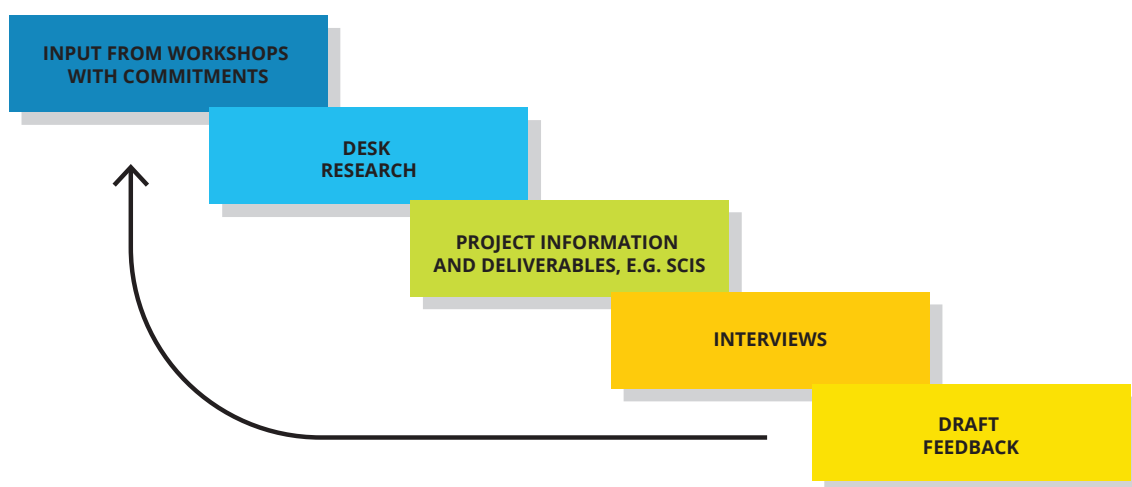 INPUT FROM WORKSHOPS
WITH COMMITMENTS
DESK
RESEARCH
PROJECT INFORMATION
AND DELIVERABLES, E.G. SCIS
INTERVIEWS
DRAFT
FEEDBACK